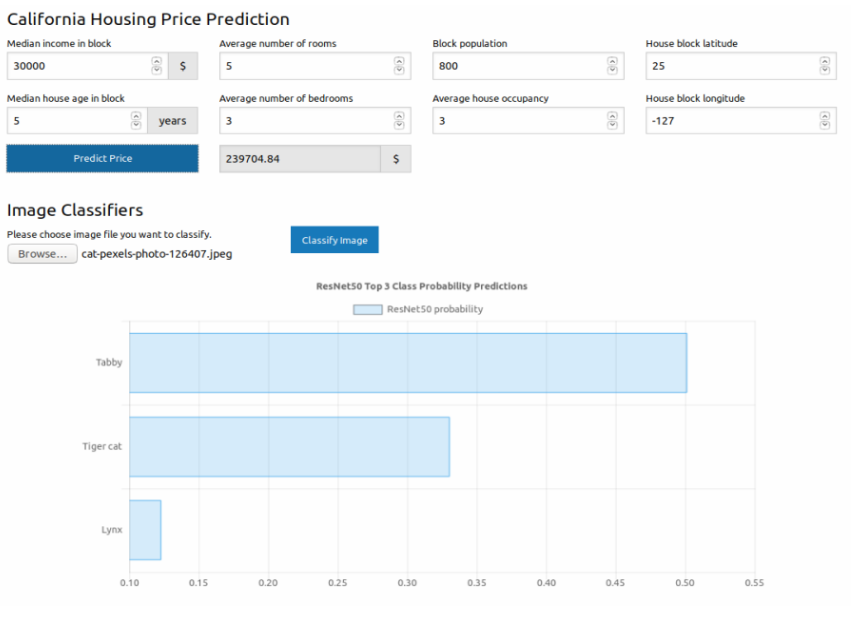 California Housing Price Prediction
Median income in block Average number of rooms Block population House block latitude
30000 $ 5 800 25
Median house age in block Average number of bedrooms Average house occupancy House block longitude
5 years 3 3 -127
Predict Price 239704.84 $
Image Classifiers
Please choose image file you want to classify.
Classify Image
Browse... cat-pexels-photo-126407.jpeg
ResNet50 Top 3 Class Probability Predictions
ResNet50 probability
Tabby
Tiger cat
Lynx
0.10 0.15 0.20 0.25 0.30 0.35 0.40 0.45 0.50 0.55